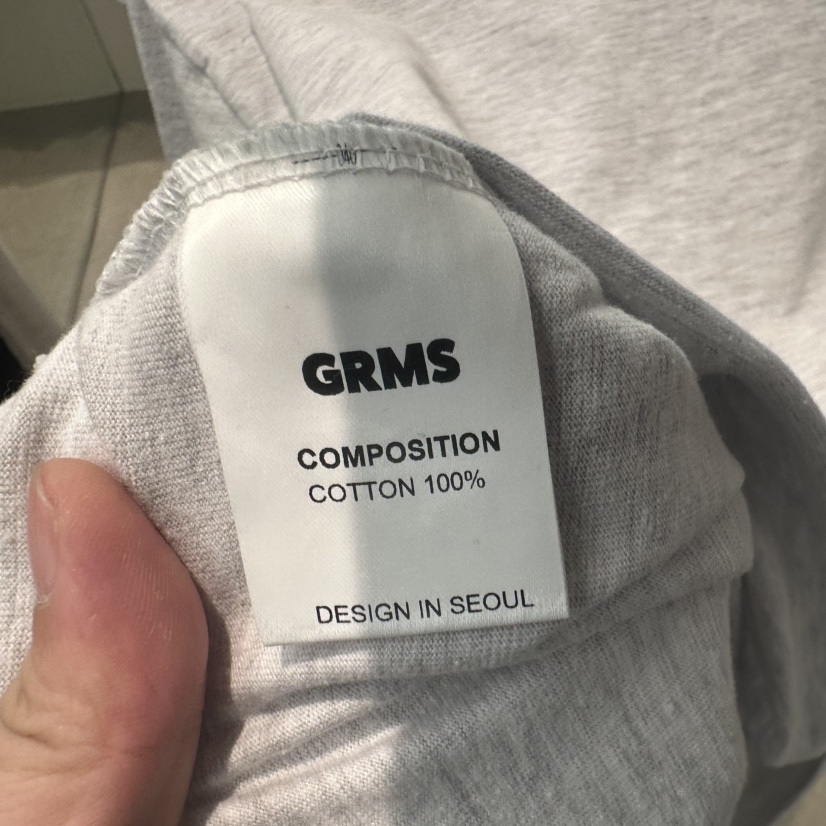 GRMS
COMPOSITION
COTTON 100%
DESIGN IN SEOUL